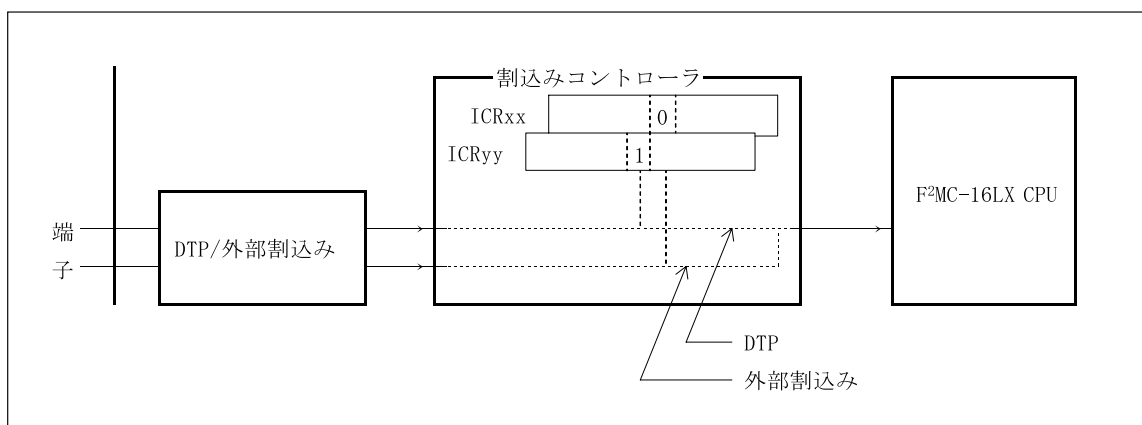 割込みコントローラ
ICRxx
0
ICRyy
1
F²MC-16LX CPU
端
子
DTP/外部割込み
DTP
外部割込み